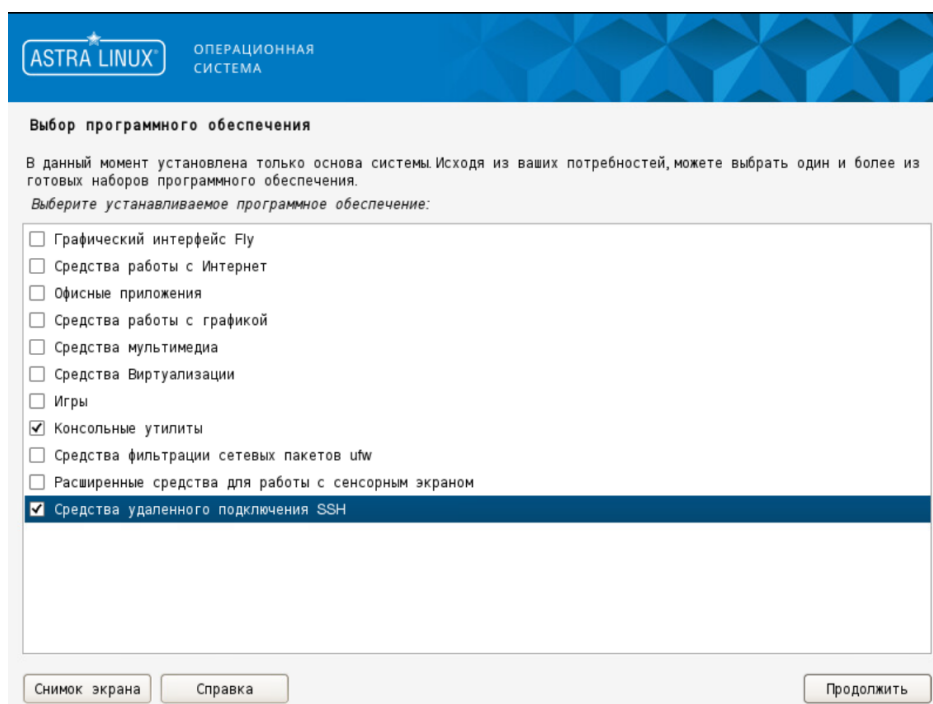 ASTRA LINUX®
ОПЕРАЦИОННАЯ
СИСТЕМА
Выбор программного обеспечения
В данный момент установлена только основа системы. Исходя из ваших потребностей, можете выбрать один и более из
готовых наборов программного обеспечения.
Выберите устанавливаемое программное обеспечение:
Графический интерфейс Fly
Средства работы с Интернет
Офисные приложения
Средства работы с графикой
Средства мультимедиа
Средства Виртуализации
Игры
Консольные утилиты
Средства фильтрации сетевых пакетов ufw
Расширенные средства для работы с сенсорным экраном
Средства удаленного подключения SSH
Снимок экрана
Справка
Продолжить